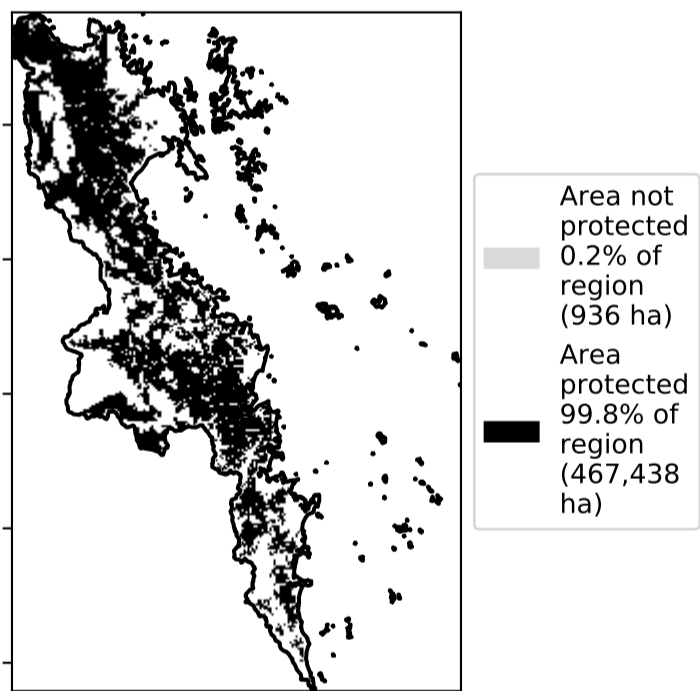 Area not
protected
0.2% of
region
(936 ha)
Area
protected
99.8% of
region
(467,438
ha)